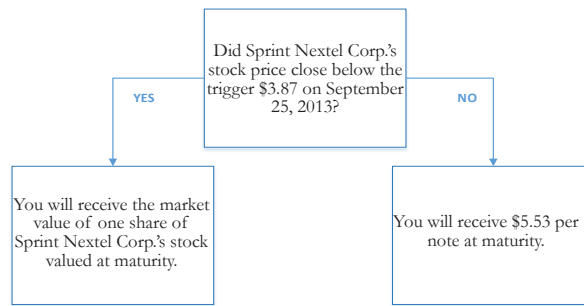 Did Sprint Nextel Corp.'s
stock price close below the
trigger $3.87 on September
25, 2013?
YES
NO
You will receive the market
value of one share of
Sprint Nextel Corp.'s stock
valued at maturity.
You will receive $5.53 per
note at maturity.